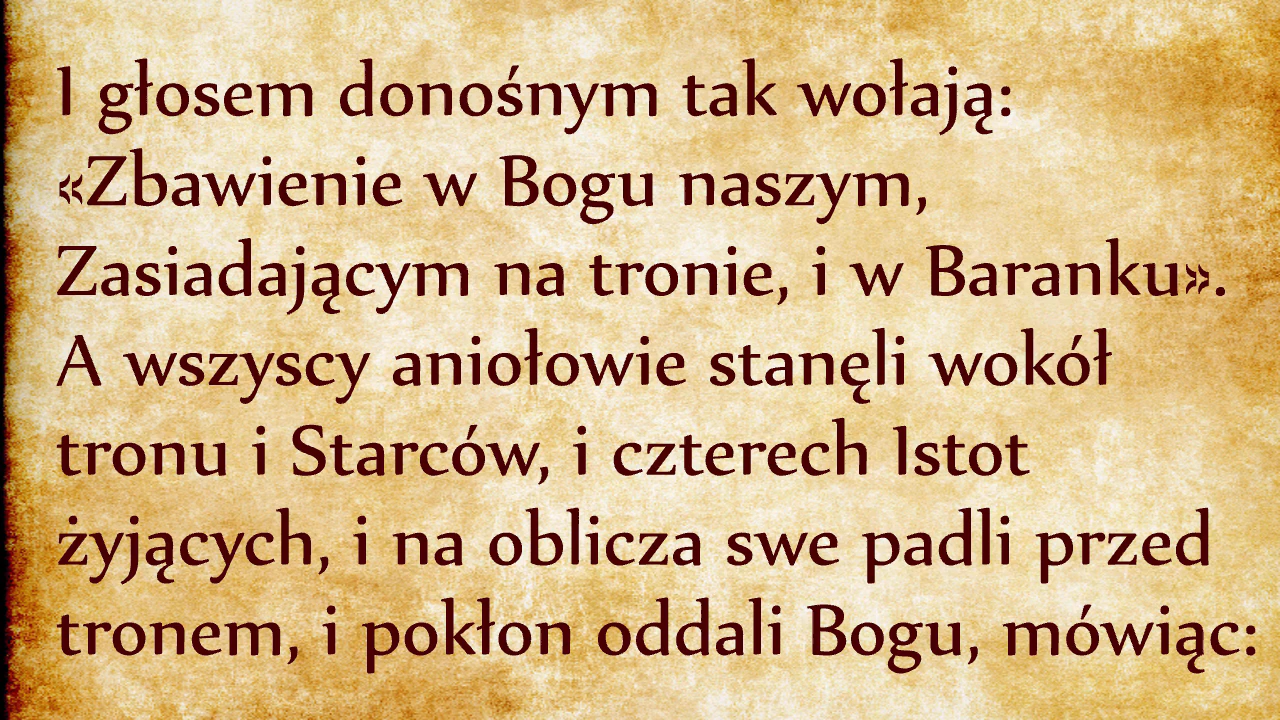 I głosem donośnym tak wołają:
«Zbawienie w Bogu naszym,
Zasiadającym na tronie, i w Baranku».
A wszyscy aniołowie stanęli wokół
tronu i Starców, i czterech Istot
żyjących, i na oblicza swe padli przed
tronem, i pokłon oddali Bogu, mówiąc: